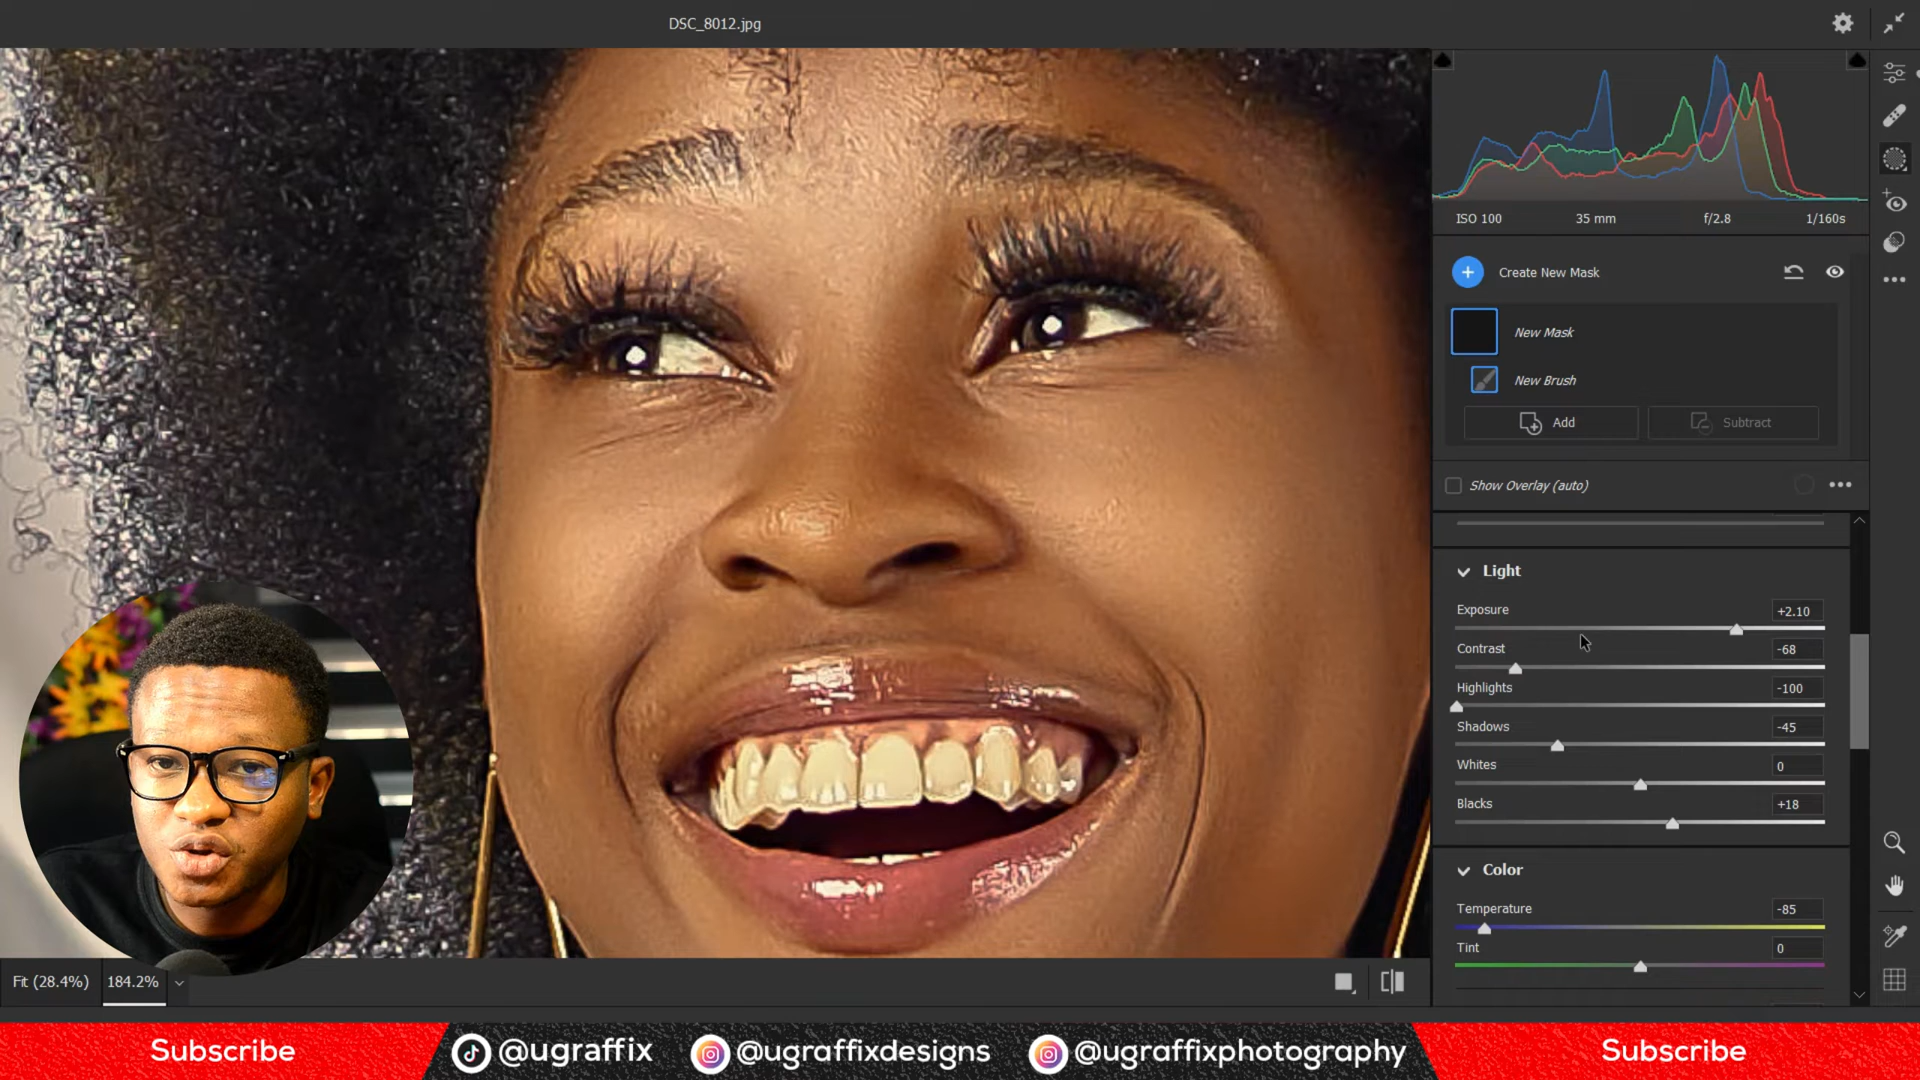 DSC_8012.jpg
ISO 100 35 mm f/2.8 1/160s
Create New Mask
New Mask
New Brush
Add Subtract
Show Overlay (auto)
Light
Exposure +2.10
Contrast -68
Highlights -100
Shadows -45
Whites 0
Blacks +18
Color
Temperature -85
Tint 0
Fit (28.4%) 184.2%
Subscribe @ugraffix @ugraffixdesigns @ugraffixphotography Subscribe